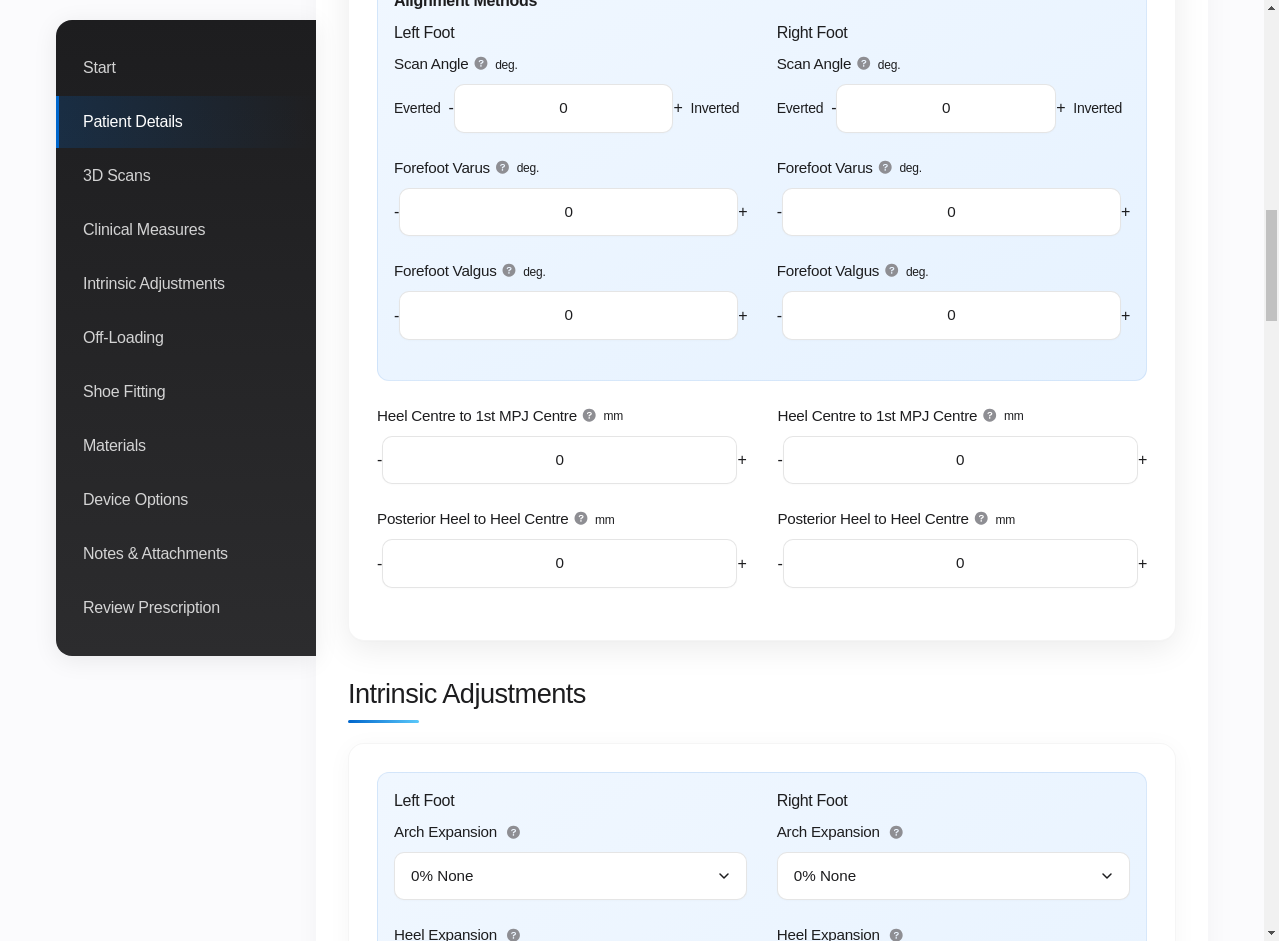 Start
Patient Details
3D Scans
Clinical Measures
Intrinsic Adjustments
Off-Loading
Shoe Fitting
Materials
Device Options
Notes & Attachments
Review Prescription
Alignment Methods
Left Foot
Scan Angle ? deg.
Everted - 0 + Inverted
Forefoot Varus ? deg.
- 0 +
Forefoot Valgus ? deg.
- 0 +
Right Foot
Scan Angle ? deg.
Everted - 0 + Inverted
Forefoot Varus ? deg.
- 0 +
Forefoot Valgus ? deg.
- 0 +
Heel Centre to 1st MPJ Centre ? mm
- 0 +
Posterior Heel to Heel Centre ? mm
- 0 +
Heel Centre to 1st MPJ Centre ? mm
- 0 +
Posterior Heel to Heel Centre ? mm
- 0 +
Intrinsic Adjustments
Left Foot
Arch Expansion ?
0% None
Heel Expansion ?
Right Foot
Arch Expansion ?
0% None
Heel Expansion ?